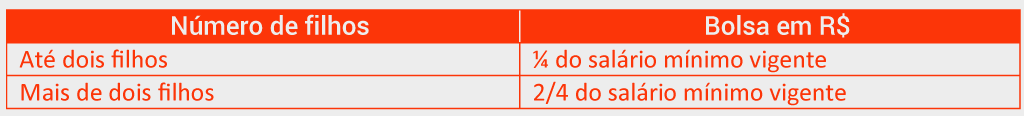 Número de filhos Bolsa em R$
Até dois filhos ¼ do salário mínimo vigente
Mais de dois filhos 2/4 do salário mínimo vigente